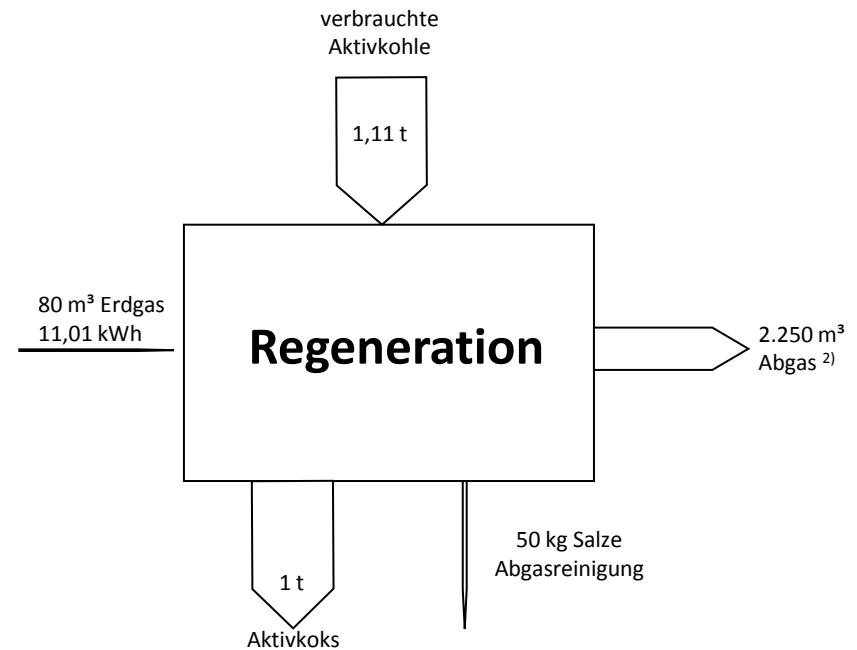 verbrauchte
Aktivkohle
1,11 t
80 m³ Erdgas
11,01 kWh
Regeneration
2.250 m³
Abgas ²⁾
50 kg Salze
Abgasreinigung
1 t
Aktivkoks